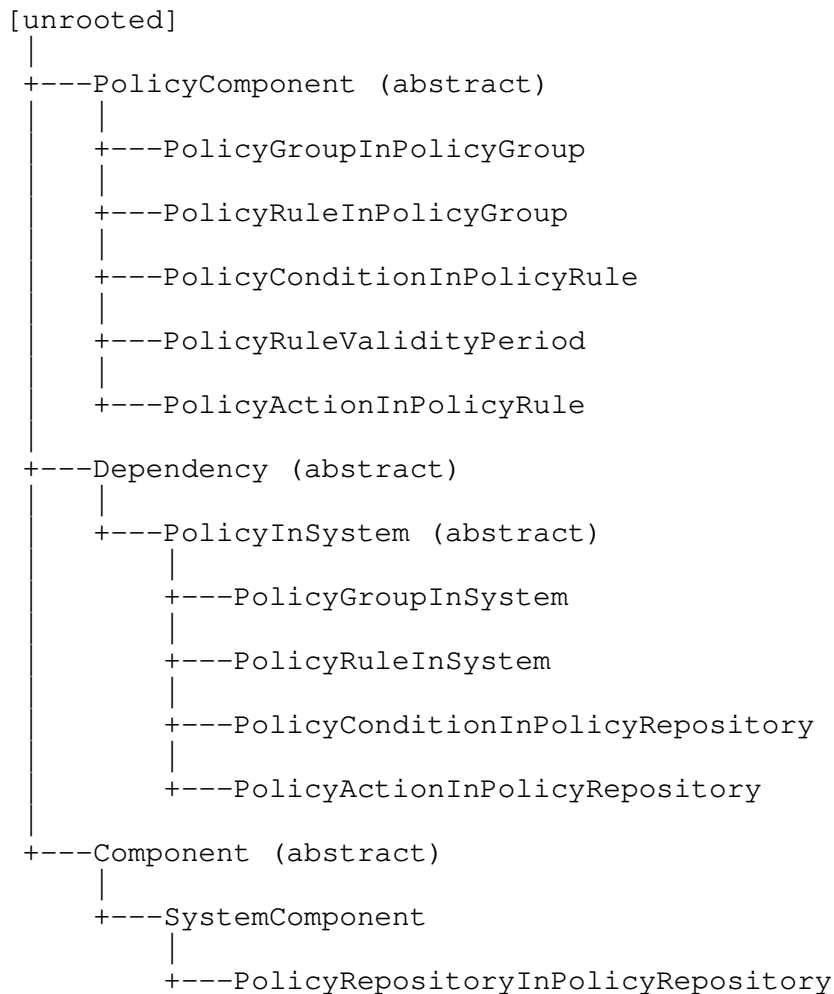 [unrooted]
|
+---PolicyComponent (abstract)
|   |
|   +---PolicyGroupInPolicyGroup
|   |
|   +---PolicyRuleInPolicyGroup
|   |
|   +---PolicyConditionInPolicyRule
|   |
|   +---PolicyRuleValidityPeriod
|   |
|   +---PolicyActionInPolicyRule
|
+---Dependency (abstract)
|   |
|   +---PolicyInSystem (abstract)
|       |
|       +---PolicyGroupInSystem
|       |
|       +---PolicyRuleInSystem
|       |
|       +---PolicyConditionInPolicyRepository
|       |
|       +---PolicyActionInPolicyRepository
|
+---Component (abstract)
    |
    +---SystemComponent
        |
        +---PolicyRepositoryInPolicyRepository